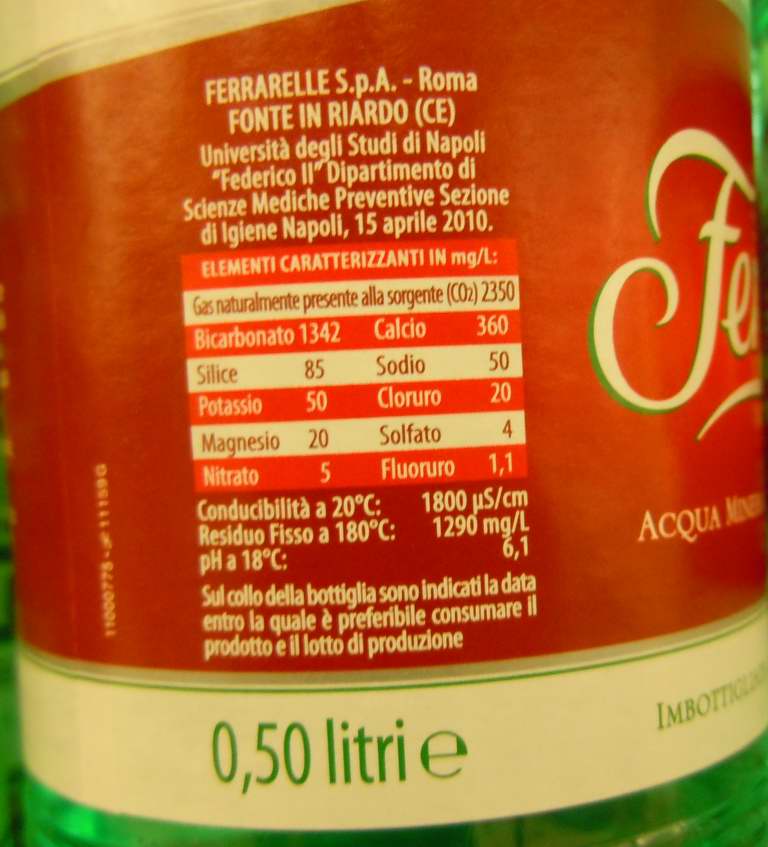 FERRARELLE S.p.A. - Roma
FONTE IN RIARDO (CE)
Università degli Studi di Napoli
"Federico II" Dipartimento di
Scienze Mediche Preventive Sezione
di Igiene Napoli, 15 aprile 2010.
ELEMENTI CARATTERIZZANTI IN mg/L:
Gas naturalmente presente alla sorgente (CO2) 2350
Bicarbonato 1342 Calcio 360
Silice 85 Sodio 50
Potassio 50 Cloruro 20
Magnesio 20 Solfato 4
Nitrato 5 Fluoruro 1,1
Conducibilità a 20°C: 1800 µS/cm
Residuo Fisso a 180°C: 1290 mg/L
pH a 18°C: 6,1
Sul collo della bottiglia sono indicati la data
entro la quale è preferibile consumare il
prodotto e il lotto di produzione
0,50 litri e
Fe
ACQUA